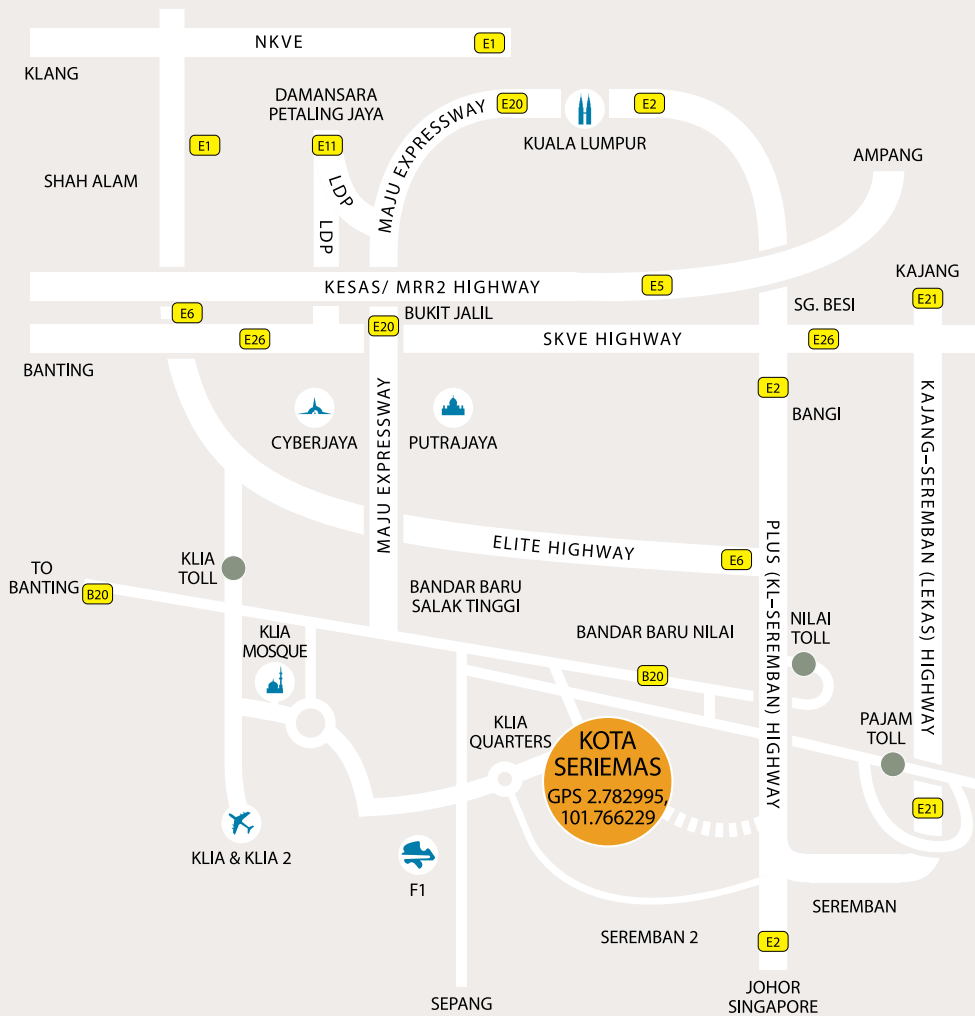 NKVE
E1
KLANG
DAMANSARA
PETALING JAYA
E20
E2
MAJU EXPRESSWAY
KUALA LUMPUR
E1
E11
AMPANG
SHAH ALAM
LDP
LDP
KAJANG
KESAS/ MRR2 HIGHWAY
E5
E21
SG. BESI
E6
BUKIT JALIL
E20
E26
SKVE HIGHWAY
E26
BANTING
E2
BANGI
CYBERJAYA
PUTRAJAYA
MAJU EXPRESSWAY
KAJANG–SEREMBAN (LEKAS) HIGHWAY
ELITE HIGHWAY
E6
PLUS (KL–SEREMBAN) HIGHWAY
KLIA
TOLL
TO
BANTING
B20
BANDAR BARU
SALAK TINGGI
BANDAR BARU NILAI
NILAI
TOLL
KLIA
MOSQUE
B20
KLIA
QUARTERS
PAJAM
TOLL
KOTA
SERIEMAS
GPS 2.782995,
101.766229
E21
KLIA & KLIA 2
F1
SEREMBAN
SEREMBAN 2
E2
SEPANG
JOHOR
SINGAPORE